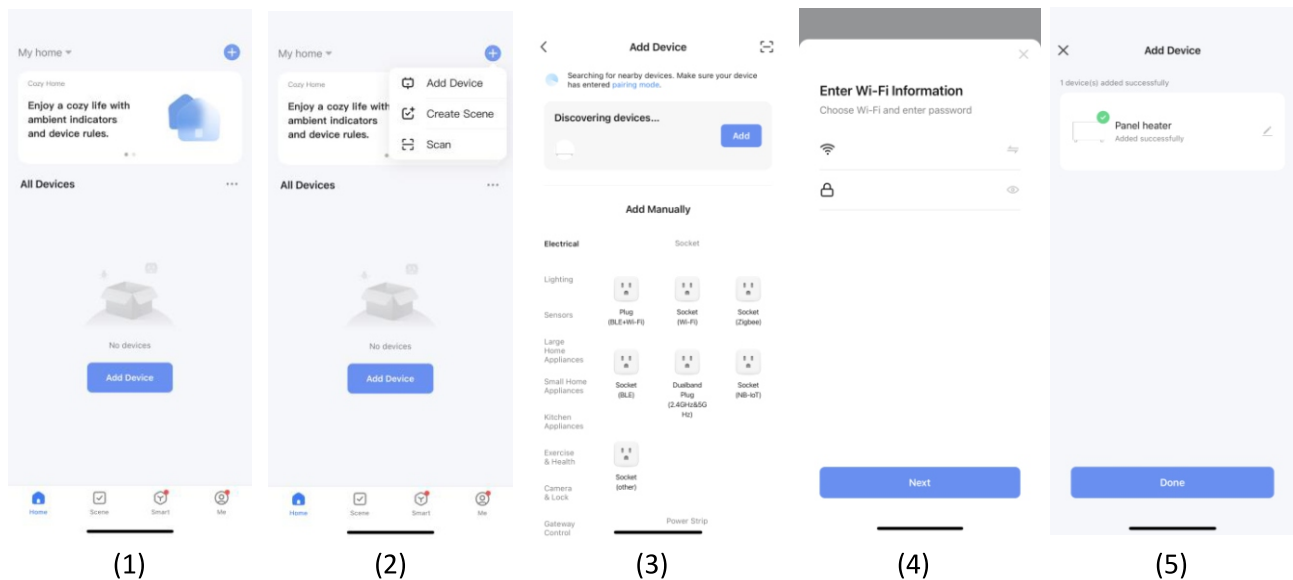 My home
Cozy Home
Enjoy a cozy life with
ambient indicators
and device rules.
All Devices
No devices
Add Device
Home
Scene
Smart
Me
(1)
My home
Add Device
Create Scene
Scan
Cozy Home
Enjoy a cozy life with
ambient indicators
and device rules.
All Devices
No devices
Add Device
Home
Scene
Smart
Me
(2)
Add Device
Searching for nearby devices. Make sure your device
has entered pairing mode.
Discovering devices...
Add
Add Manually
Electrical
Lighting
Sensors
Large
Home
Appliances
Small Home
Appliances
Kitchen
Appliances
Exercise
& Health
Camera
& Lock
Gateway
Control
Socket
Plug
(BLE+Wi-Fi)
Socket
(Wi-Fi)
Socket
(Zigbee)
Socket
(BLE)
Dualband
Plug
(2.4GHz&5G
Hz)
Socket
(NB-IoT)
Socket
(other)
Power Strip
(3)
Enter Wi-Fi Information
Choose Wi-Fi and enter password
Next
(4)
Add Device
1 device(s) added successfully
Panel heater
Added successfully
Done
(5)